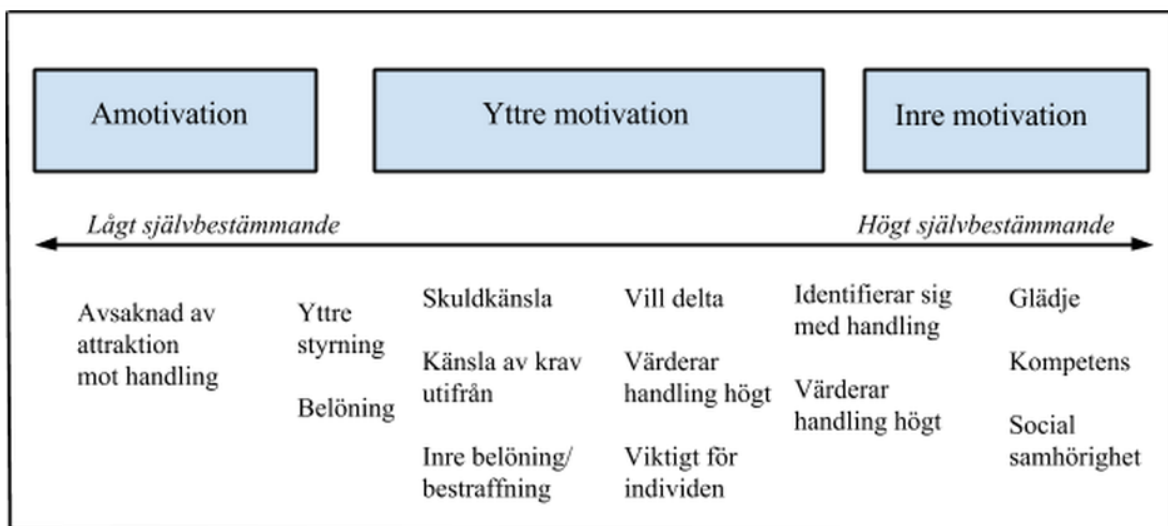 Amotivation
Yttre motivation
Inre motivation
Lågt självbestämmande
Högt självbestämmande
Avsaknad av
attraktion
mot handling
Yttre
styrning
Belöning
Skuldkänsla
Känsla av krav
utifrån
Inre belöning/
bestraffning
Vill delta
Värderar
handling högt
Viktigt för
individen
Identifierar sig
med handling
Värderar
handling högt
Glädje
Kompetens
Social
samhörighet